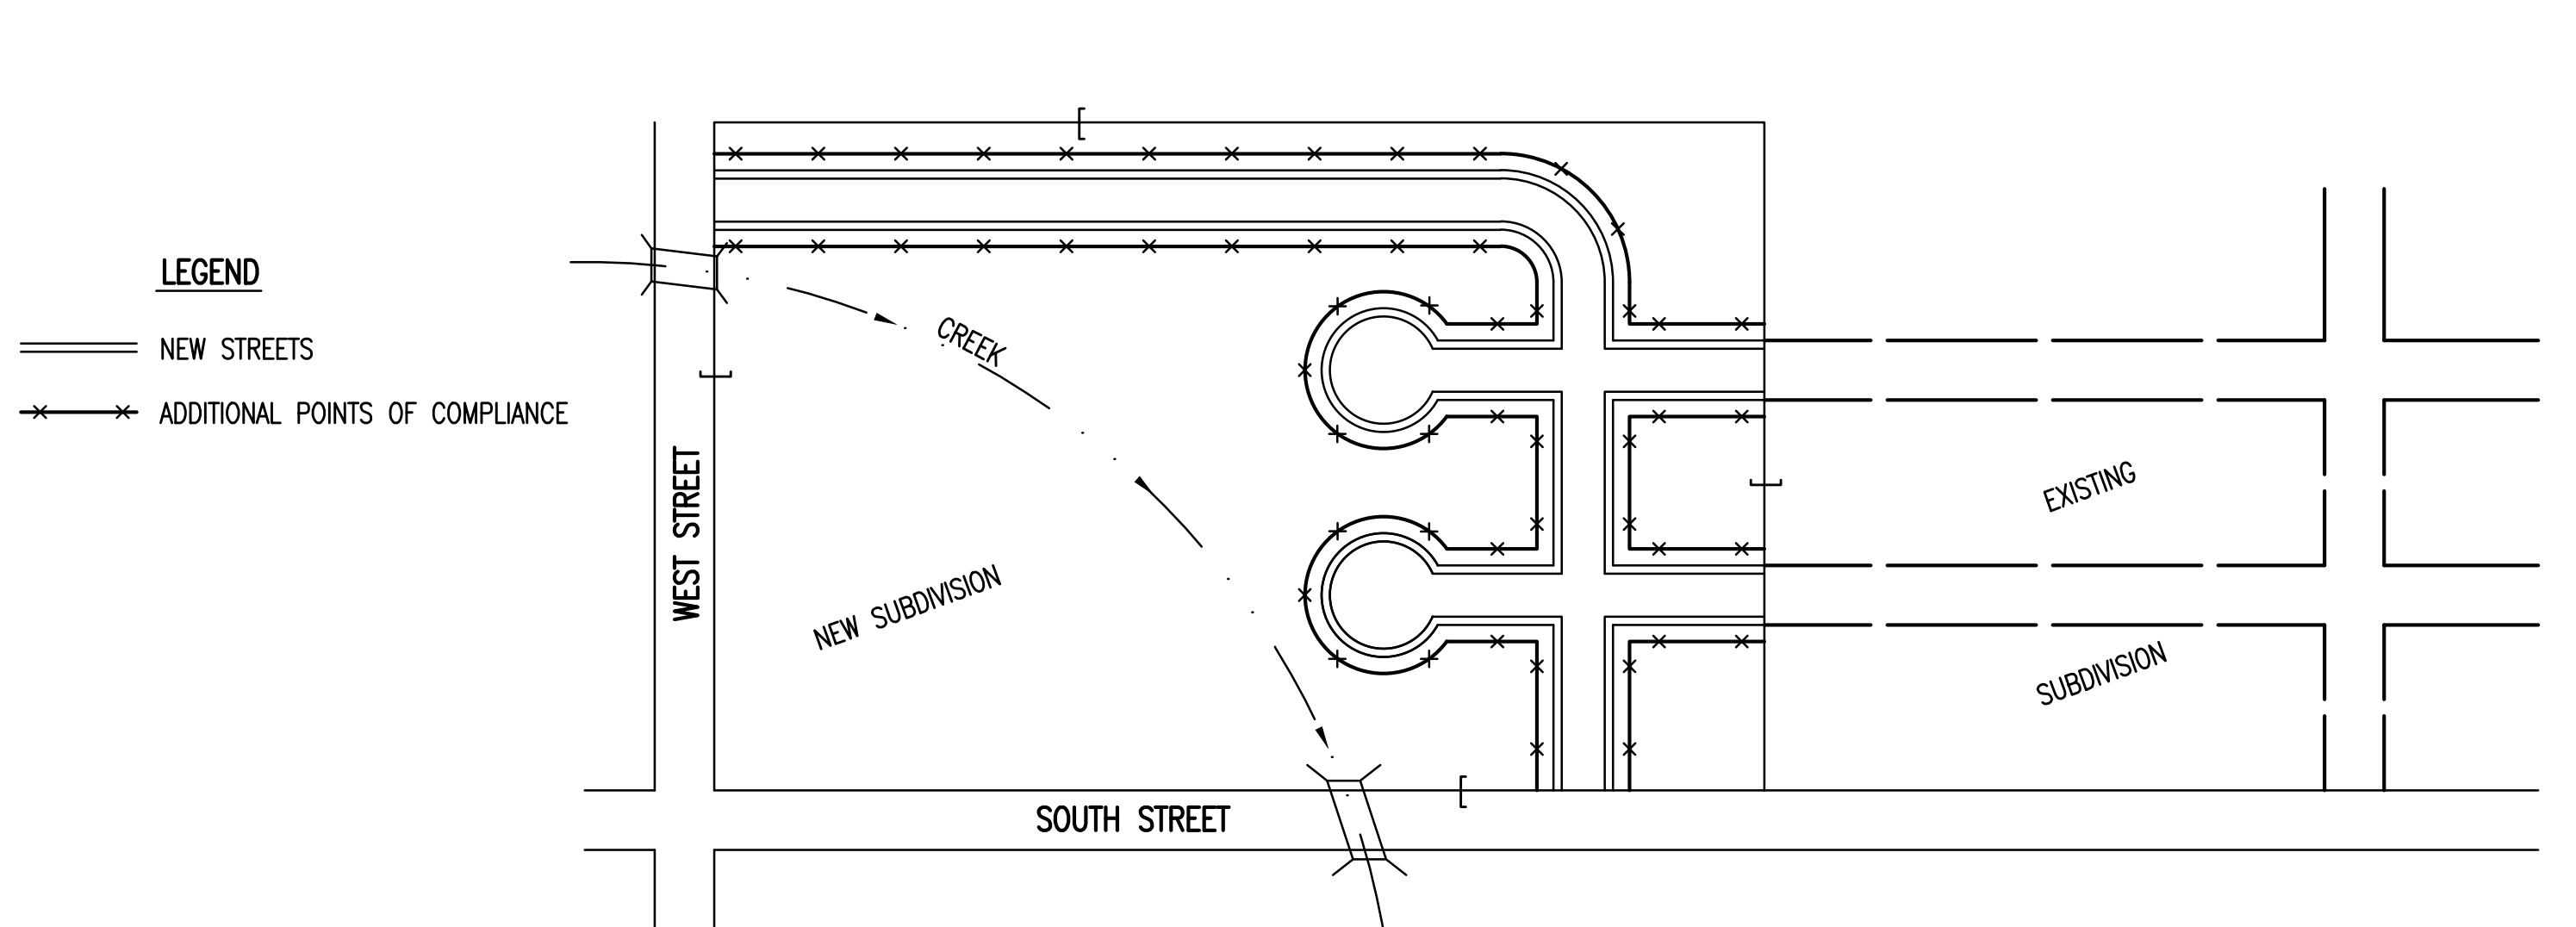 LEGEND
NEW STREETS
ADDITIONAL POINTS OF COMPLIANCE
WEST STREET
CREEK
NEW SUBDIVISION
SOUTH STREET
EXISTING
SUBDIVISION